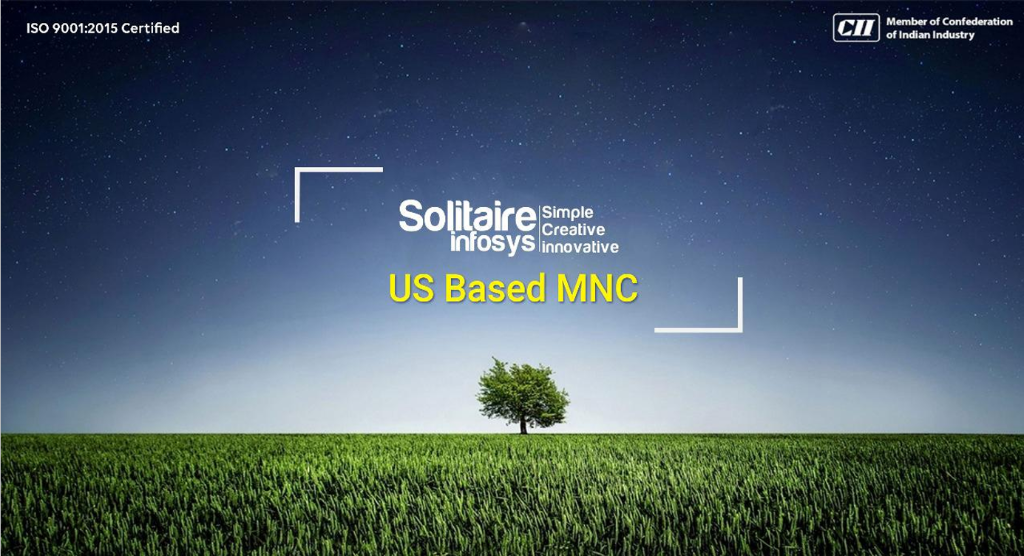 ISO 9001:2015 Certified
CII Member of Confederation
of Indian Industry
Solitaire
infosys
Simple
Creative
innovative
US Based MNC